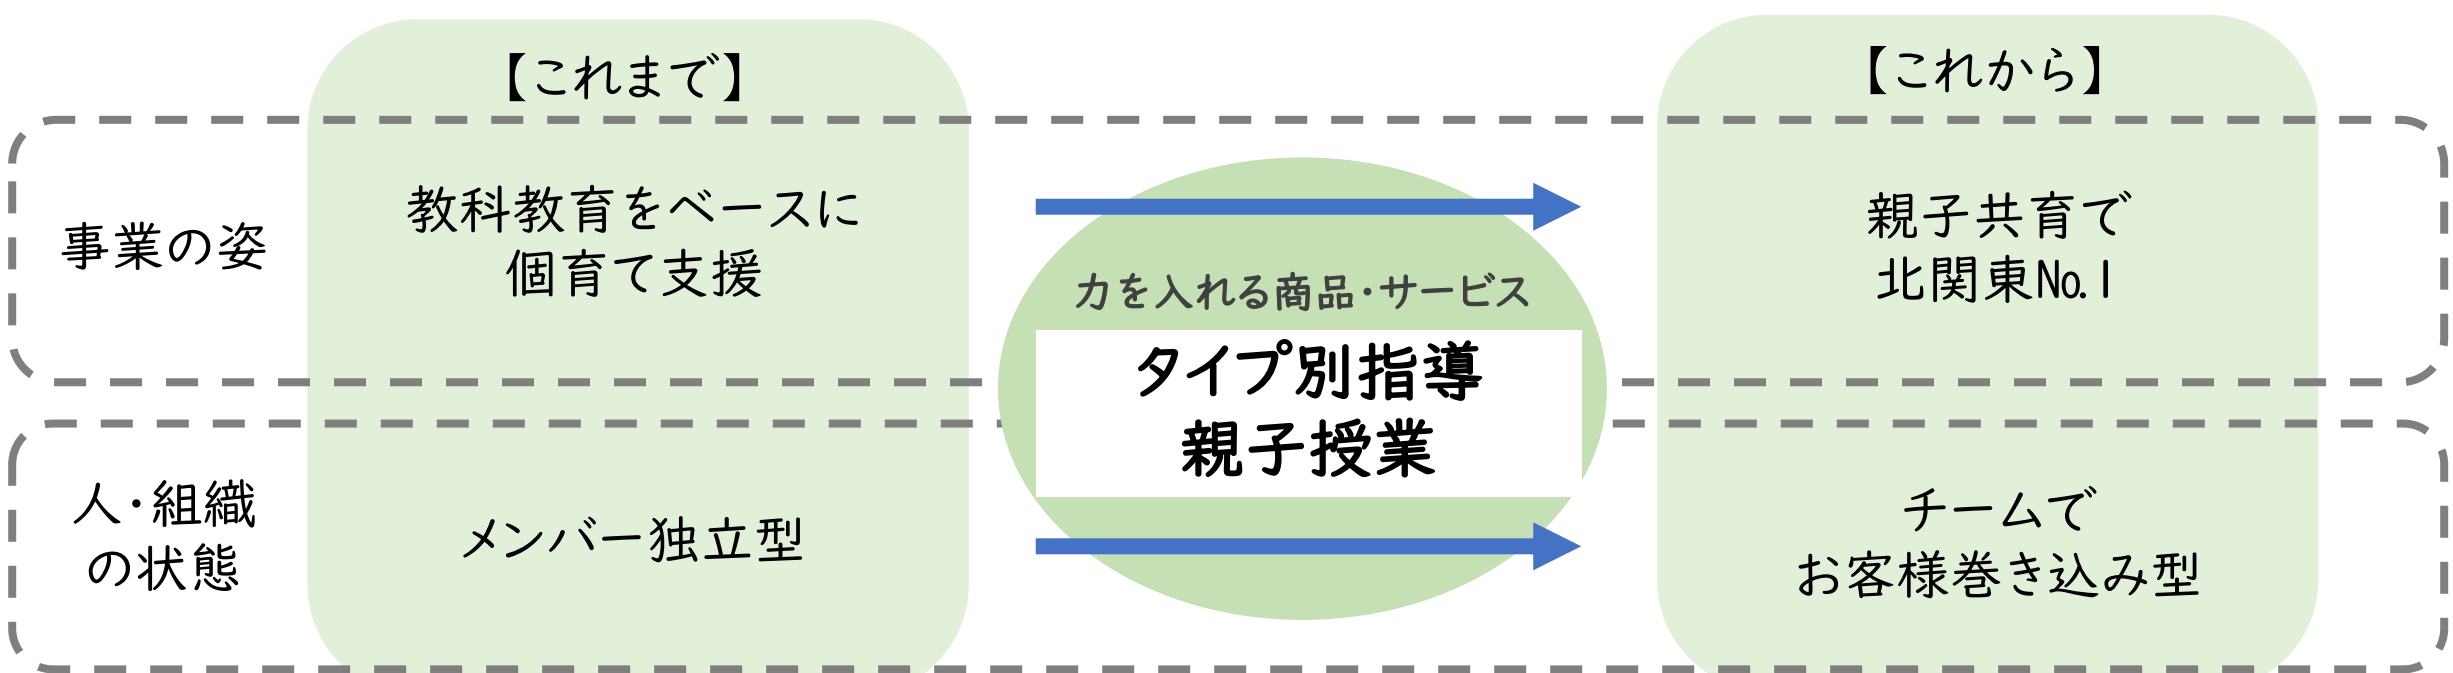 【これまで】
【これから】
事業の姿
教科教育をベースに
個育て支援
力を入れる商品・サービス
タイプ別指導
親子授業
親子共育で
北関東№1
人・組織
の状態
メンバー独立型
チームで
お客様巻き込み型